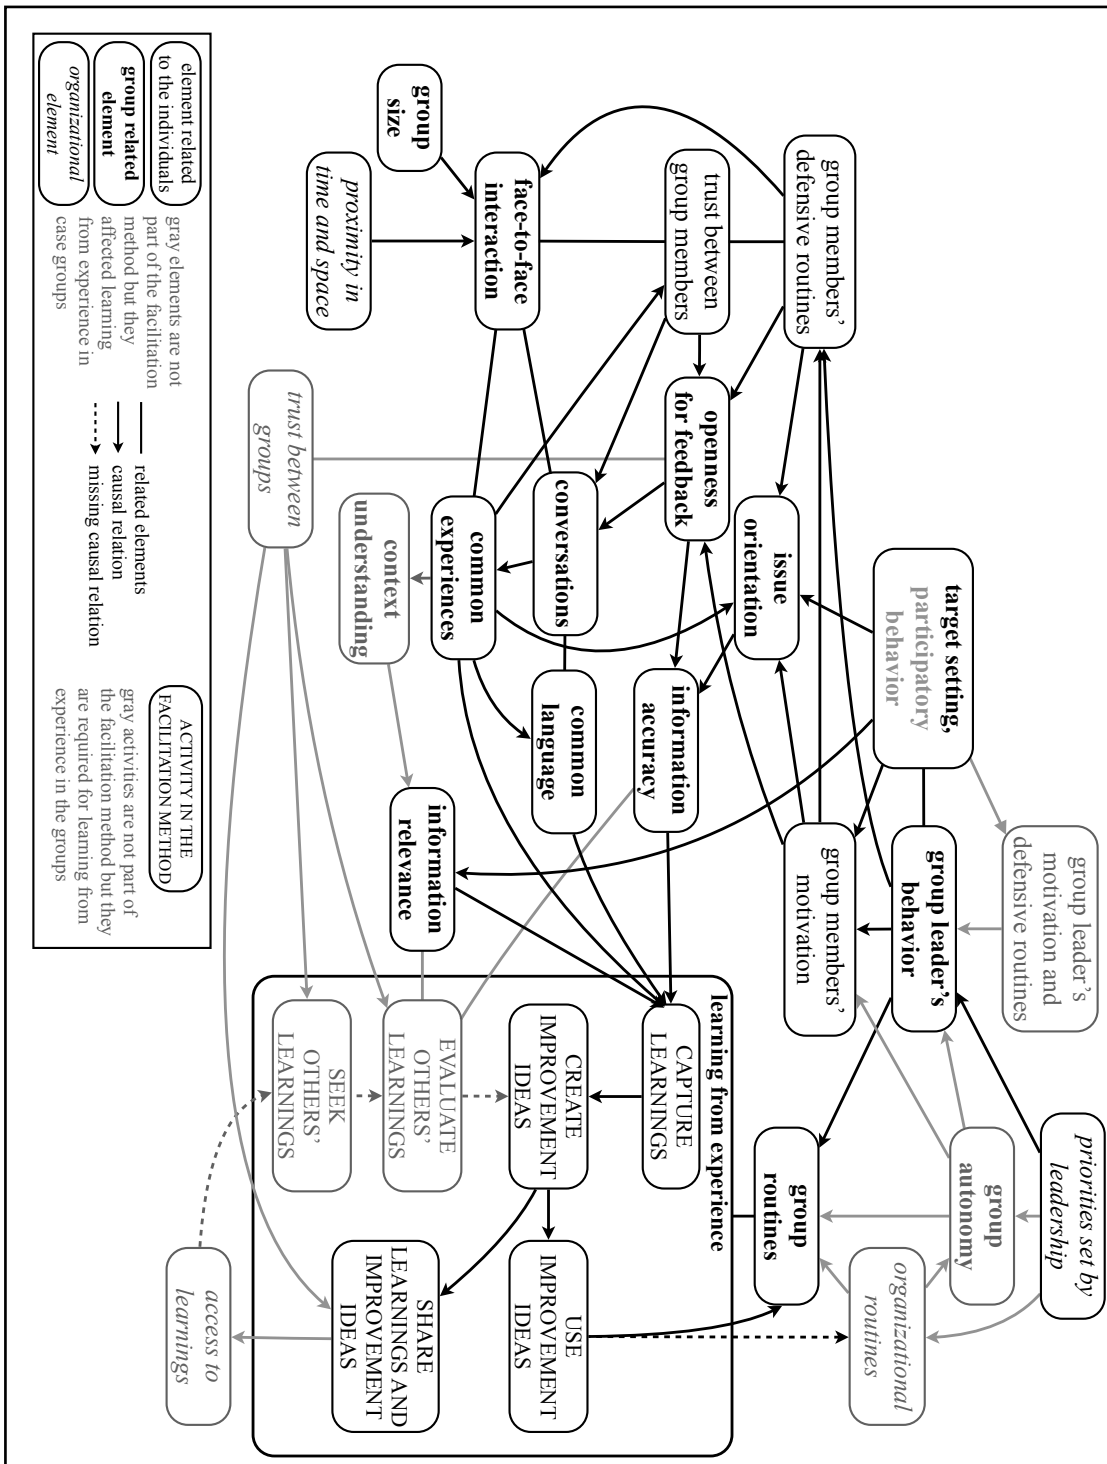 group leader's
motivation and
defensive routines
priorities set by
leadership
group
autonomy
organizational
routines
target setting,
participatory
behavior
group leader's
behavior
group members'
defensive routines
group members'
motivation
group
routines
issue
orientation
trust between
group members
openness
for feedback
information
accuracy
learning from experience
CAPTURE
LEARNINGS
conversations
common
language
CREATE
IMPROVEMENT
IDEAS
USE
IMPROVEMENT
IDEAS
face-to-face
interaction
common
experiences
group
size
context
understanding
information
relevance
EVALUATE
OTHERS'
LEARNINGS
SHARE
LEARNINGS AND
IMPROVEMENT
IDEAS
proximity in
time and space
trust between
groups
SEEK
OTHERS'
LEARNINGS
access to
learnings
element related
to the individuals
group related
element
organizational
element
gray elements are not
part of the facilitation
method but they
affected learning
from experience in
case groups
related elements
causal relation
missing causal relation
ACTIVITY IN THE
FACILITATION METHOD
gray activities are not part of
the facilitation method but they
are required for learning from
experience in the groups